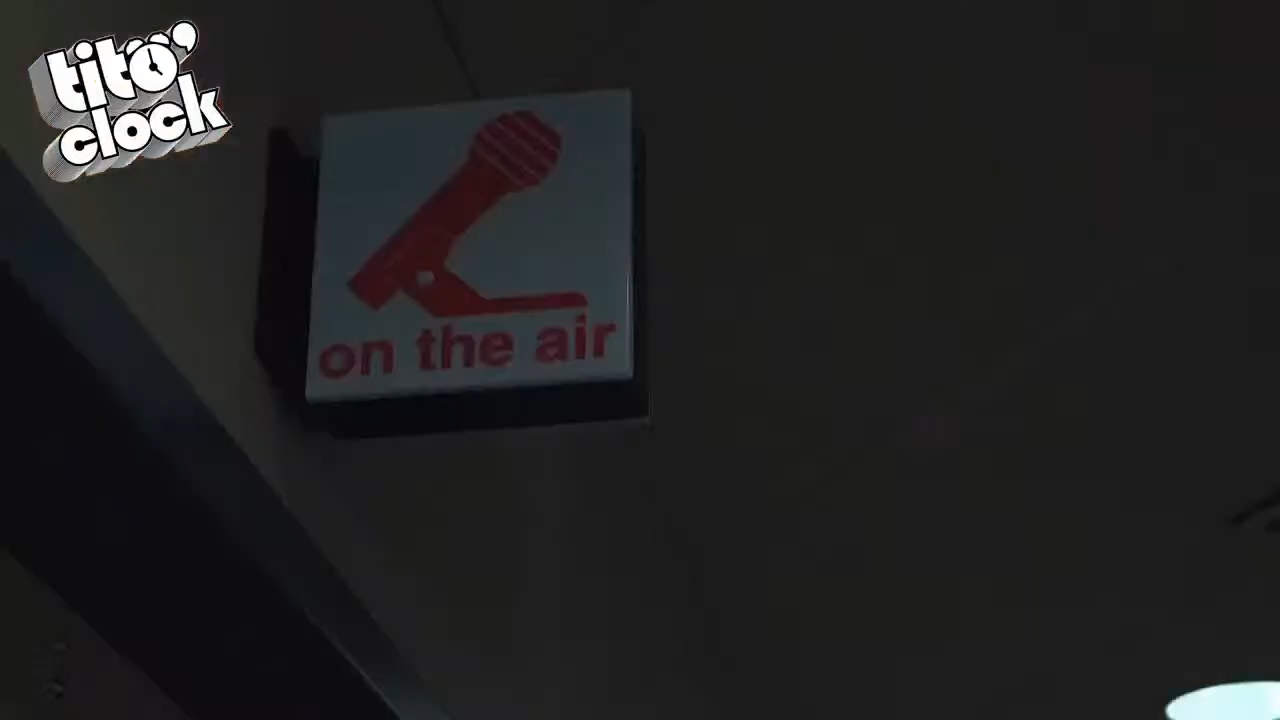 tito'
clock
on the air